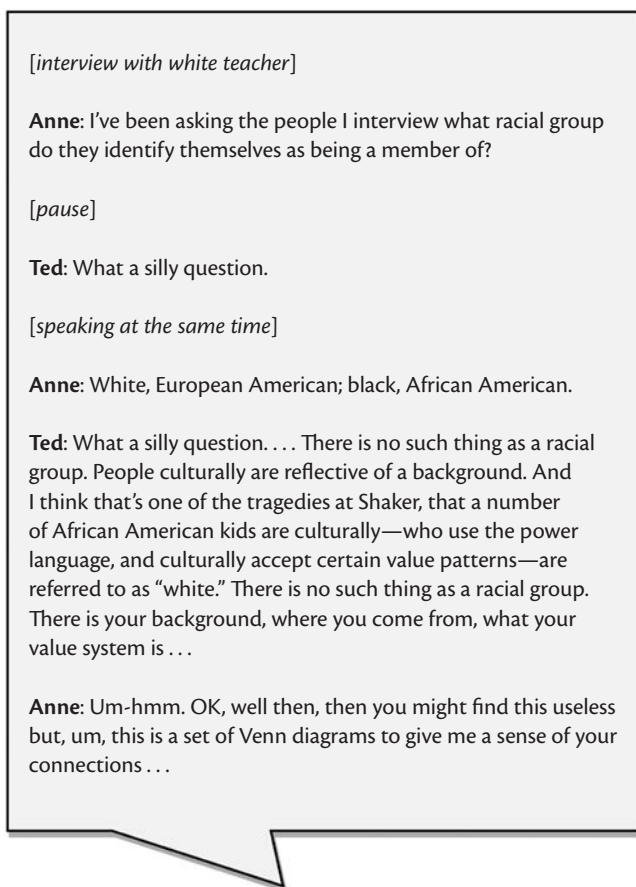 [interview with white teacher]
Anne: I've been asking the people I interview what racial group
do they identify themselves as being a member of?
[pause]
Ted: What a silly question.
[speaking at the same time]
Anne: White, European American; black, African American.
Ted: What a silly question. . . . There is no such thing as a racial
group. People culturally are reflective of a background. And
I think that's one of the tragedies at Shaker, that a number
of African American kids are culturally—who use the power
language, and culturally accept certain value patterns—are
referred to as “white.” There is no such thing as a racial group.
There is your background, where you come from, what your
value system is . . .
Anne: Um-hmm. OK, well then, then you might find this useless
but, um, this is a set of Venn diagrams to give me a sense of your
connections . . .